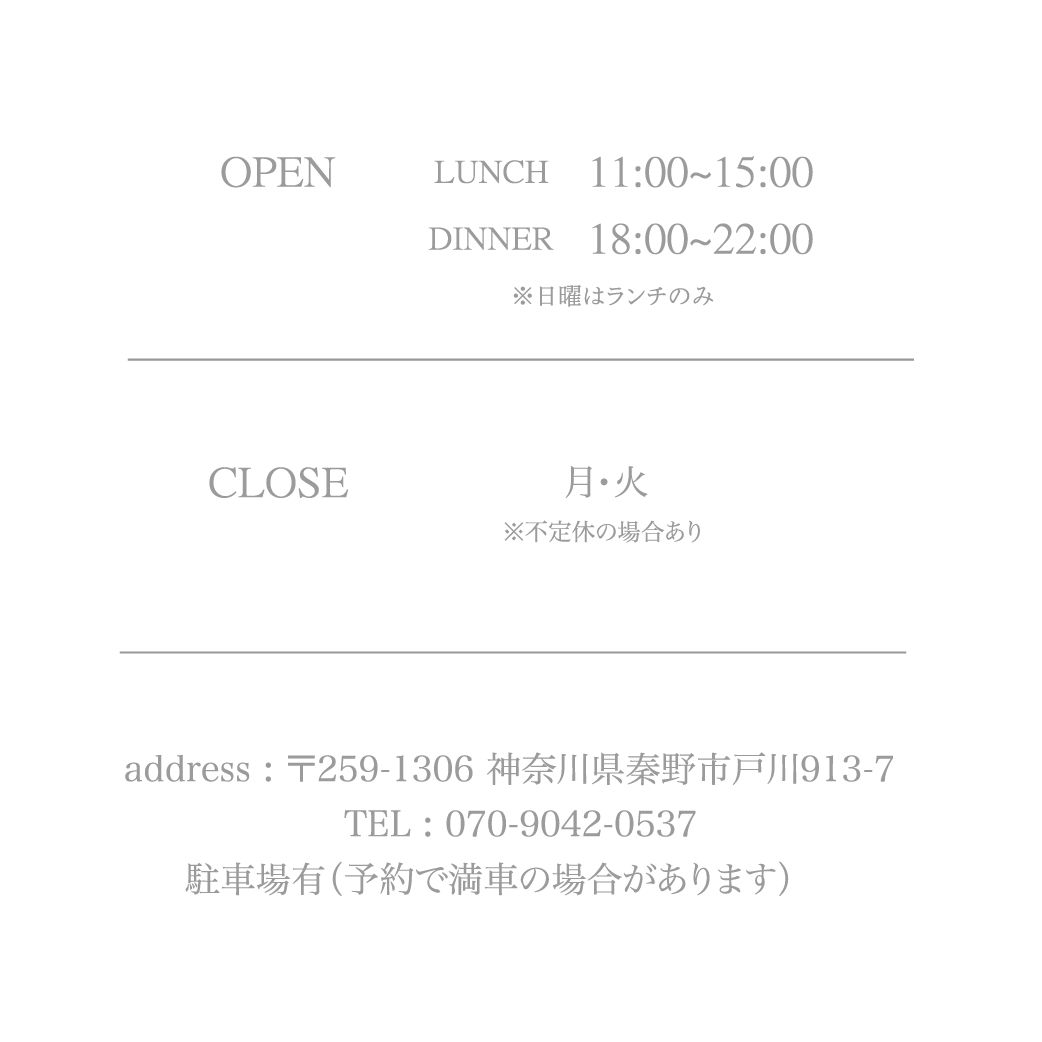 OPEN LUNCH 11:00~15:00
DINNER 18:00~22:00
※日曜はランチのみ
CLOSE 月・火
※不定休の場合あり
address : 〒259-1306 神奈川県秦野市戸川913-7
TEL : 070-9042-0537
駐車場有（予約で満車の場合があります）